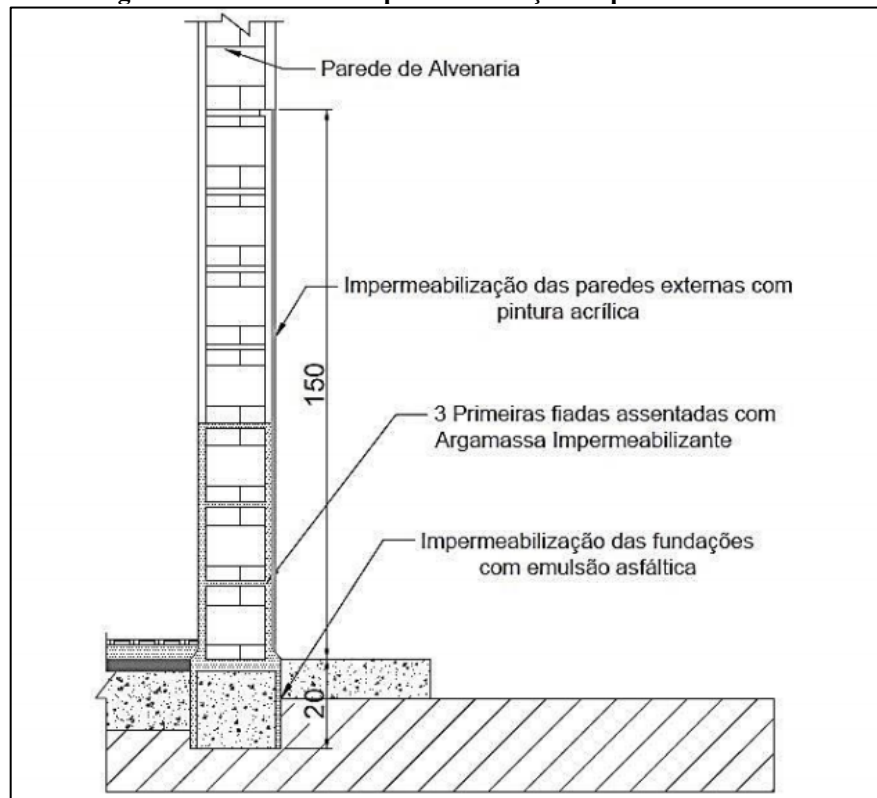 Parede de Alvenaria
Impermeabilização das paredes externas com
pintura acrílica
150
3 Primeiras fiadas assentadas com
Argamassa Impermeabilizante
Impermeabilização das fundações
com emulsão asfáltica
20